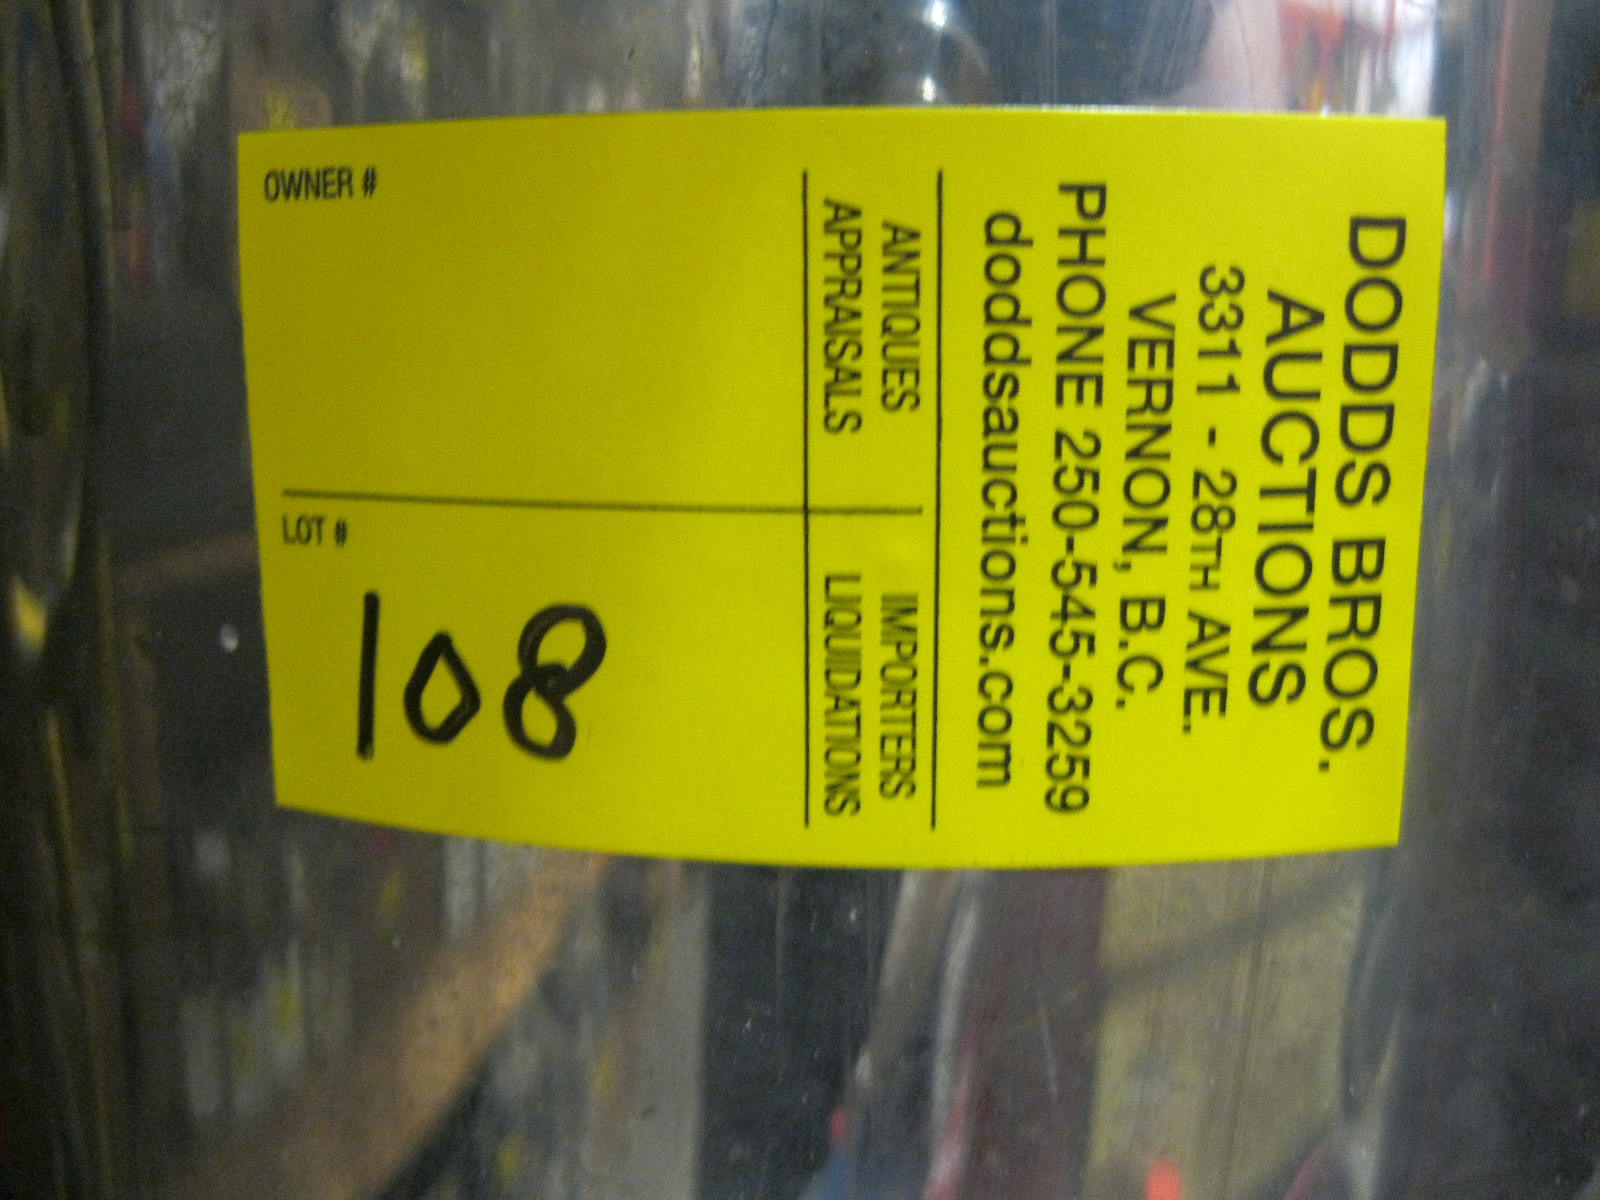 DODDS BROS.
AUCTIONS
3311 - 28TH AVE.
VERNON, B.C.
PHONE 250-545-3259
doddsauctions.com
ANTIQUES
APPRAISALS
IMPORTERS
LIQUIDATIONS
OWNER #
LOT #
108